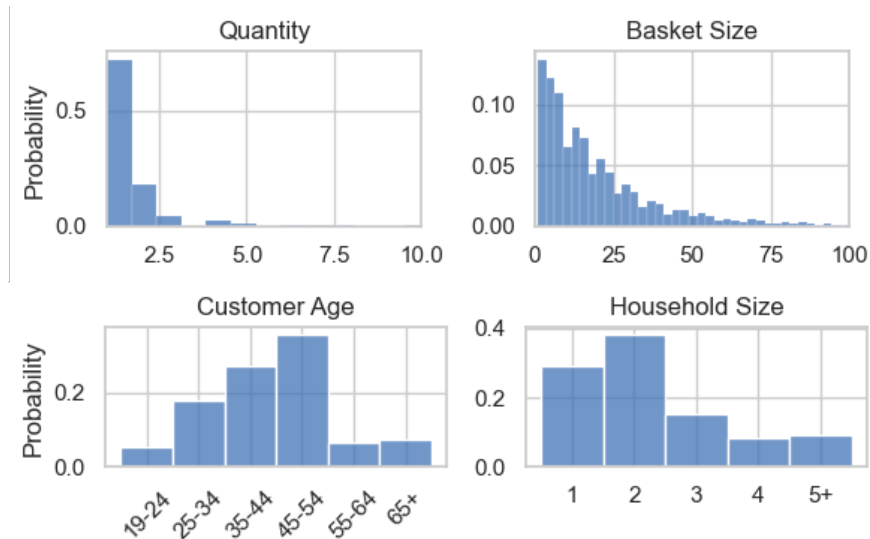 Quantity
Probability
0.5
0.0
2.5 5.0 7.5 10.0
Basket Size
0.10
0.05
0.00
0 25 50 75 100
Customer Age
Probability
0.2
0.0
19-24 25-34 35-44 45-54 55-64 65+
Household Size
0.4
0.2
0.0
1 2 3 4 5+